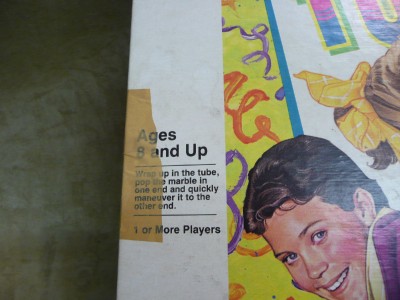 Ages
8 and Up
Wrap up in the tube,
pop the marble in
one end and quickly
maneuver it to the
other end.
1 or More Players